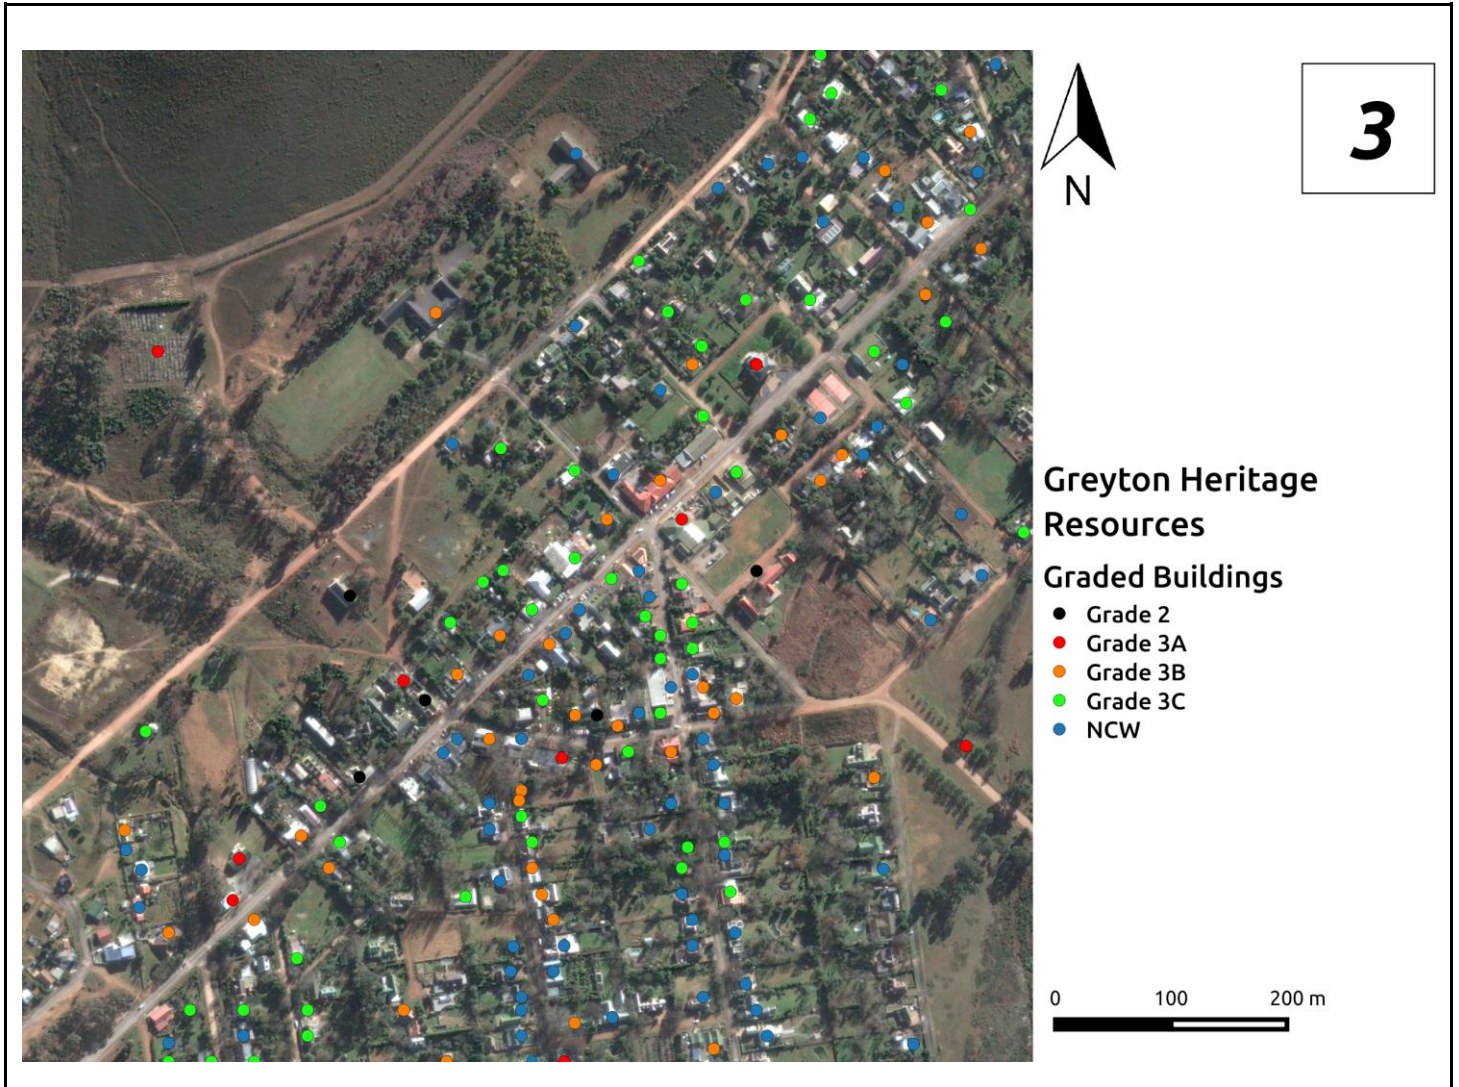 3
N
Greyton Heritage
Resources
Graded Buildings
Grade 2
Grade 3A
Grade 3B
Grade 3C
NCW
0 100 200 m